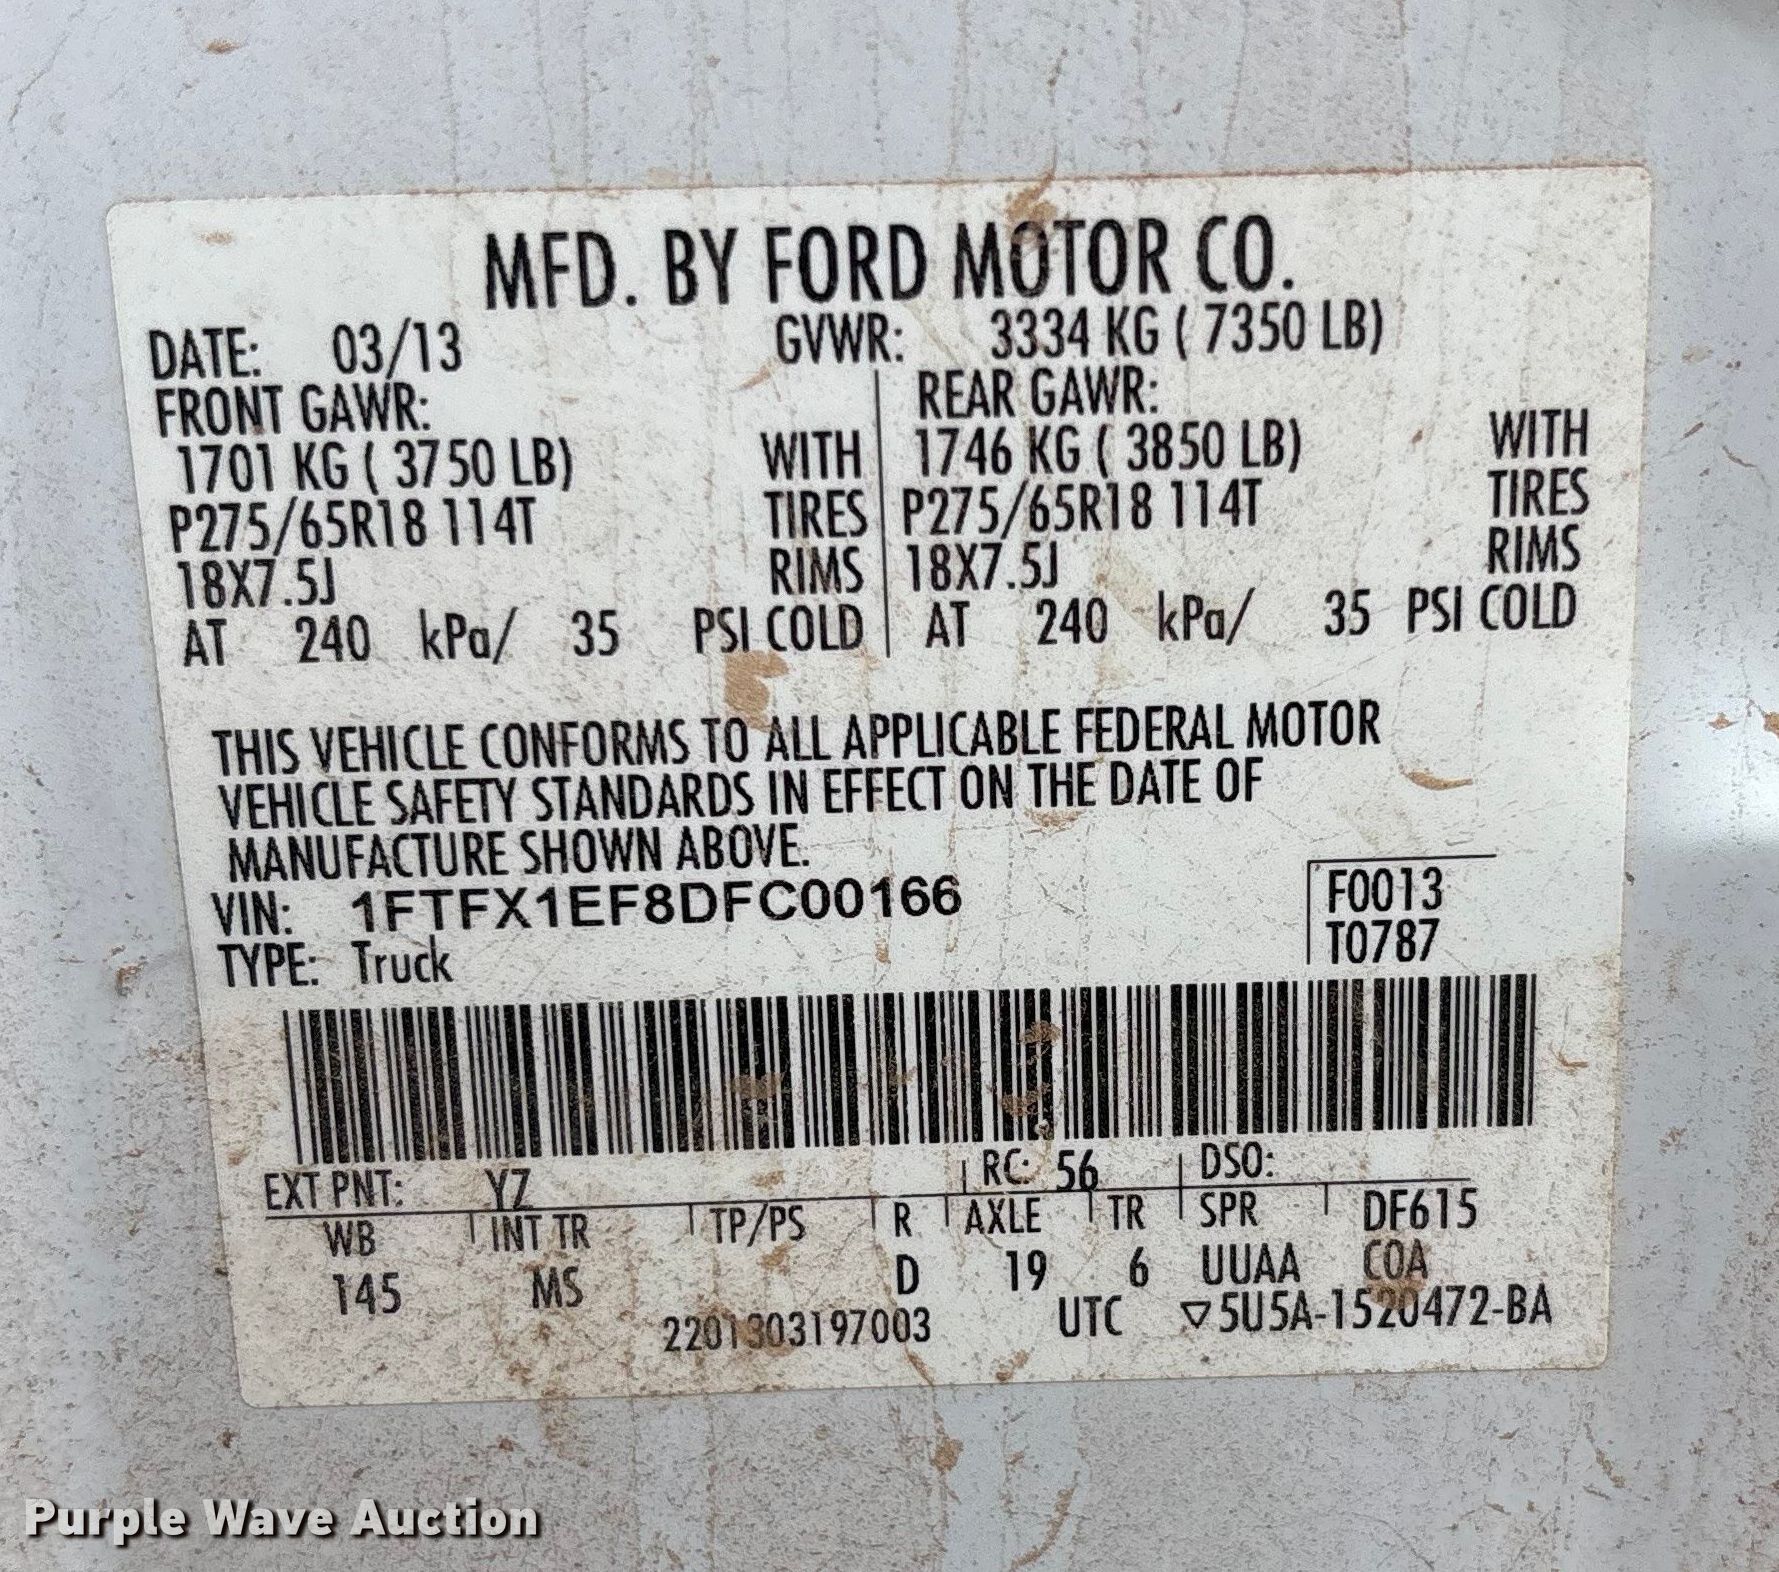 MFD. BY FORD MOTOR CO.
DATE: 03/13 GVWR: 3334 KG ( 7350 LB)
FRONT GAWR: REAR GAWR:
1701 KG ( 3750 LB) WITH 1746 KG ( 3850 LB) WITH
P275/65R18 114T TIRES P275/65R18 114T TIRES
18X7.5J RIMS 18X7.5J RIMS
AT 240 kPa/ 35 PSI COLD AT 240 kPa/ 35 PSI COLD
THIS VEHICLE CONFORMS TO ALL APPLICABLE FEDERAL MOTOR
VEHICLE SAFETY STANDARDS IN EFFECT ON THE DATE OF
MANUFACTURE SHOWN ABOVE.
VIN: 1FTFX1EF8DFC00166 F0013
TYPE: Truck T0787
EXT PNT: YZ RC: 56 DSO:
WB INT TR TP/PS R AXLE TR SPR DF615
145 MS D 19 6 UUAA COA
2201303197003 UTC ▽5U5A-1520472-BA
Purple Wave Auction